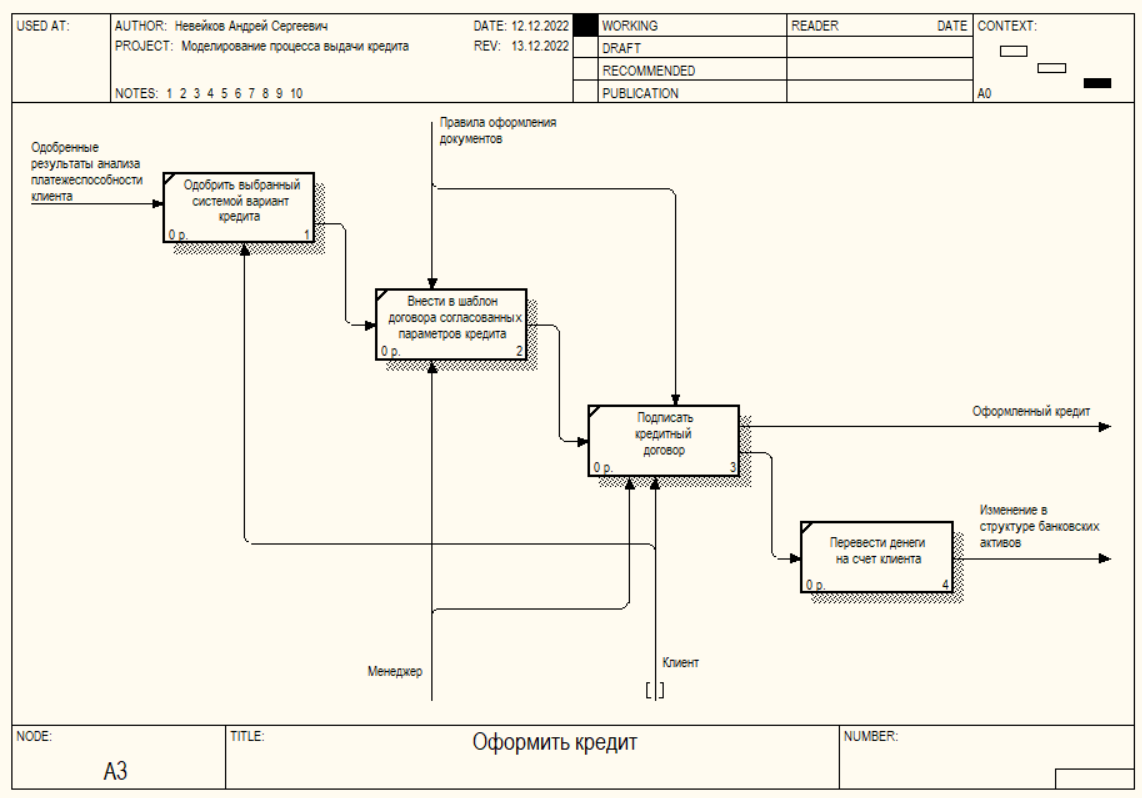 USED AT:
AUTHOR: Невейков Андрей Сергеевич
DATE: 12.12.2022
PROJECT: Моделирование процесса выдачи кредита
REV: 13.12.2022
NOTES: 1 2 3 4 5 6 7 8 9 10
WORKING
DRAFT
RECOMMENDED
PUBLICATION
READER
DATE
CONTEXT:
A0
Правила оформления
документов
Одобренные
результаты анализа
платежеспособности
клиента
Одобрить выбранный
системой вариант
кредита
0 р.
1
Внести в шаблон
договора согласованных
параметров кредита
0 р.
2
Подписать
кредитный
договор
0 р.
3
Оформленный кредит
Изменение в
структуре банковских
активов
Перевести денеги
на счет клиента
0 р.
4
Менеджер
Клиент
NODE:
A3
TITLE:
Оформить кредит
NUMBER: